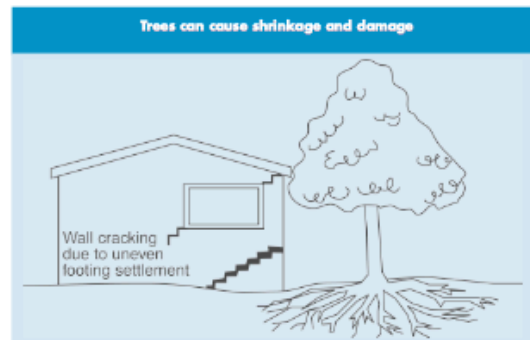 Trees can cause shrinkage and damage
Wall cracking
due to uneven
footing settlement